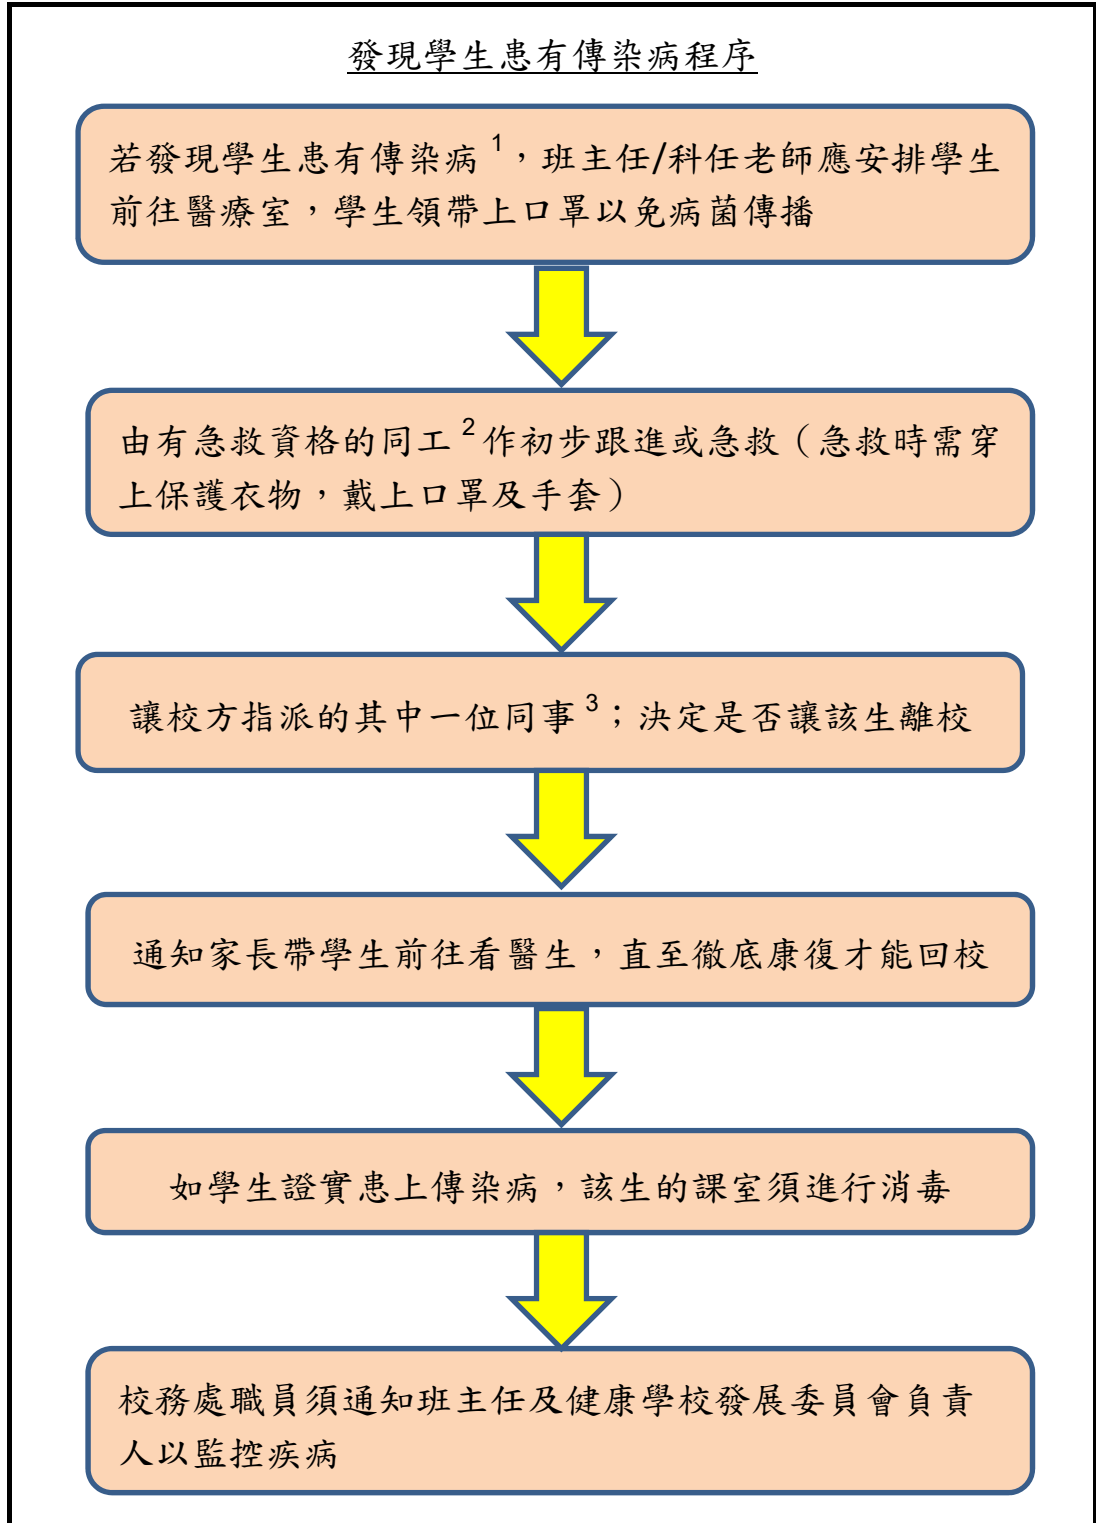 發現學生患有傳染病程序
若發現學生患有傳染病1，班主任/科任老師應安排學生
前往醫療室，學生領帶上口罩以免病菌傳播
由有急救資格的同工2作初步跟進或急救（急救時需穿
上保護衣物，戴上口罩及手套）
讓校方指派的其中一位同事3；決定是否讓該生離校
通知家長帶學生前往看醫生，直至徹底康復才能回校
如學生證實患上傳染病，該生的課室須進行消毒
校務處職員須通知班主任及健康學校發展委員會負責
人以監控疾病